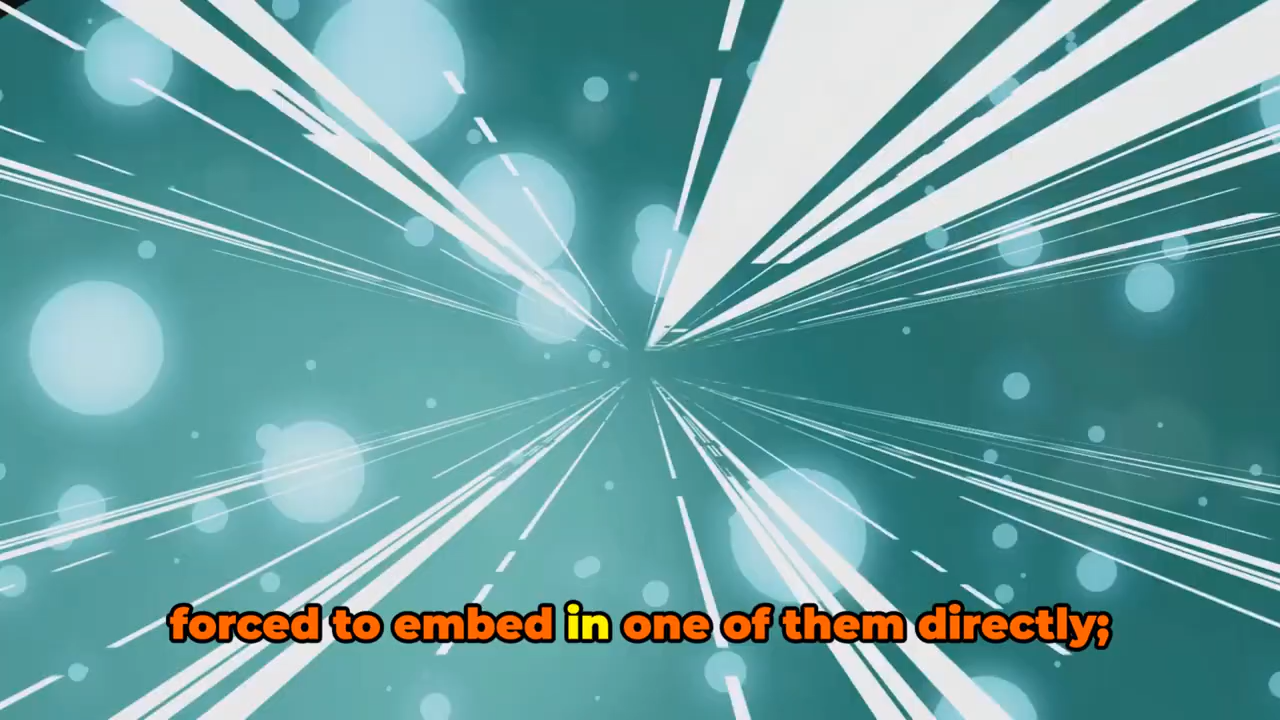 forced to embed in one of them directly;